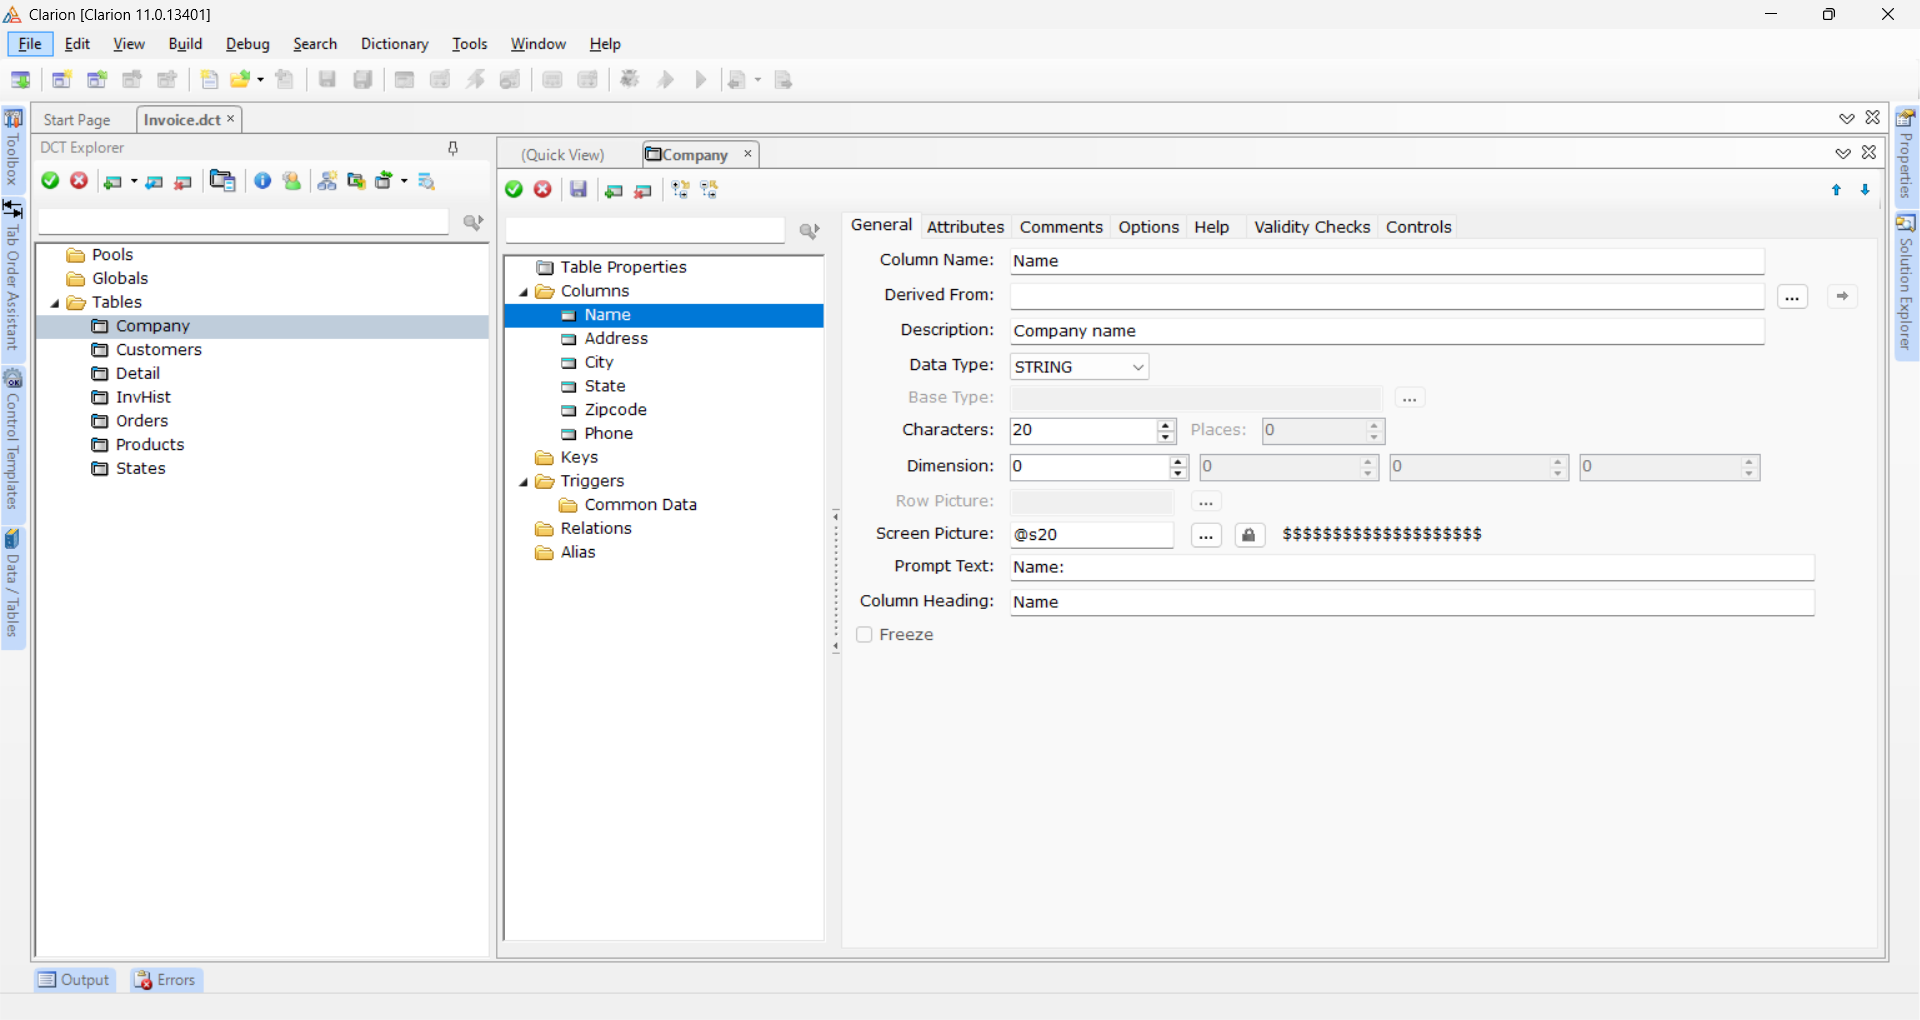 Clarion [Clarion 11.0.13401]
File Edit View Build Debug Search Dictionary Tools Window Help
Start Page Invoice.dct
DCT Explorer
Pools
Globals
Tables
Company
Customers
Detail
InvHist
Orders
Products
States
(Quick View) Company
Table Properties
Columns
Name
Address
City
State
Zipcode
Phone
Keys
Triggers
Common Data
Relations
Alias
General Attributes Comments Options Help Validity Checks Controls
Column Name: Name
Derived From: ...
Description: Company name
Data Type: STRING
Base Type: ...
Characters: 20 Places: 0
Dimension: 0 0 0 0
Row Picture: ...
Screen Picture: @s20 ... $$$$$$$$$$$$$$$$$$$$
Prompt Text: Name:
Column Heading: Name
Freeze
Toolbox
Tab Order Assistant
Control Templates
Data / Tables
Properties
Solution Explorer
Output Errors